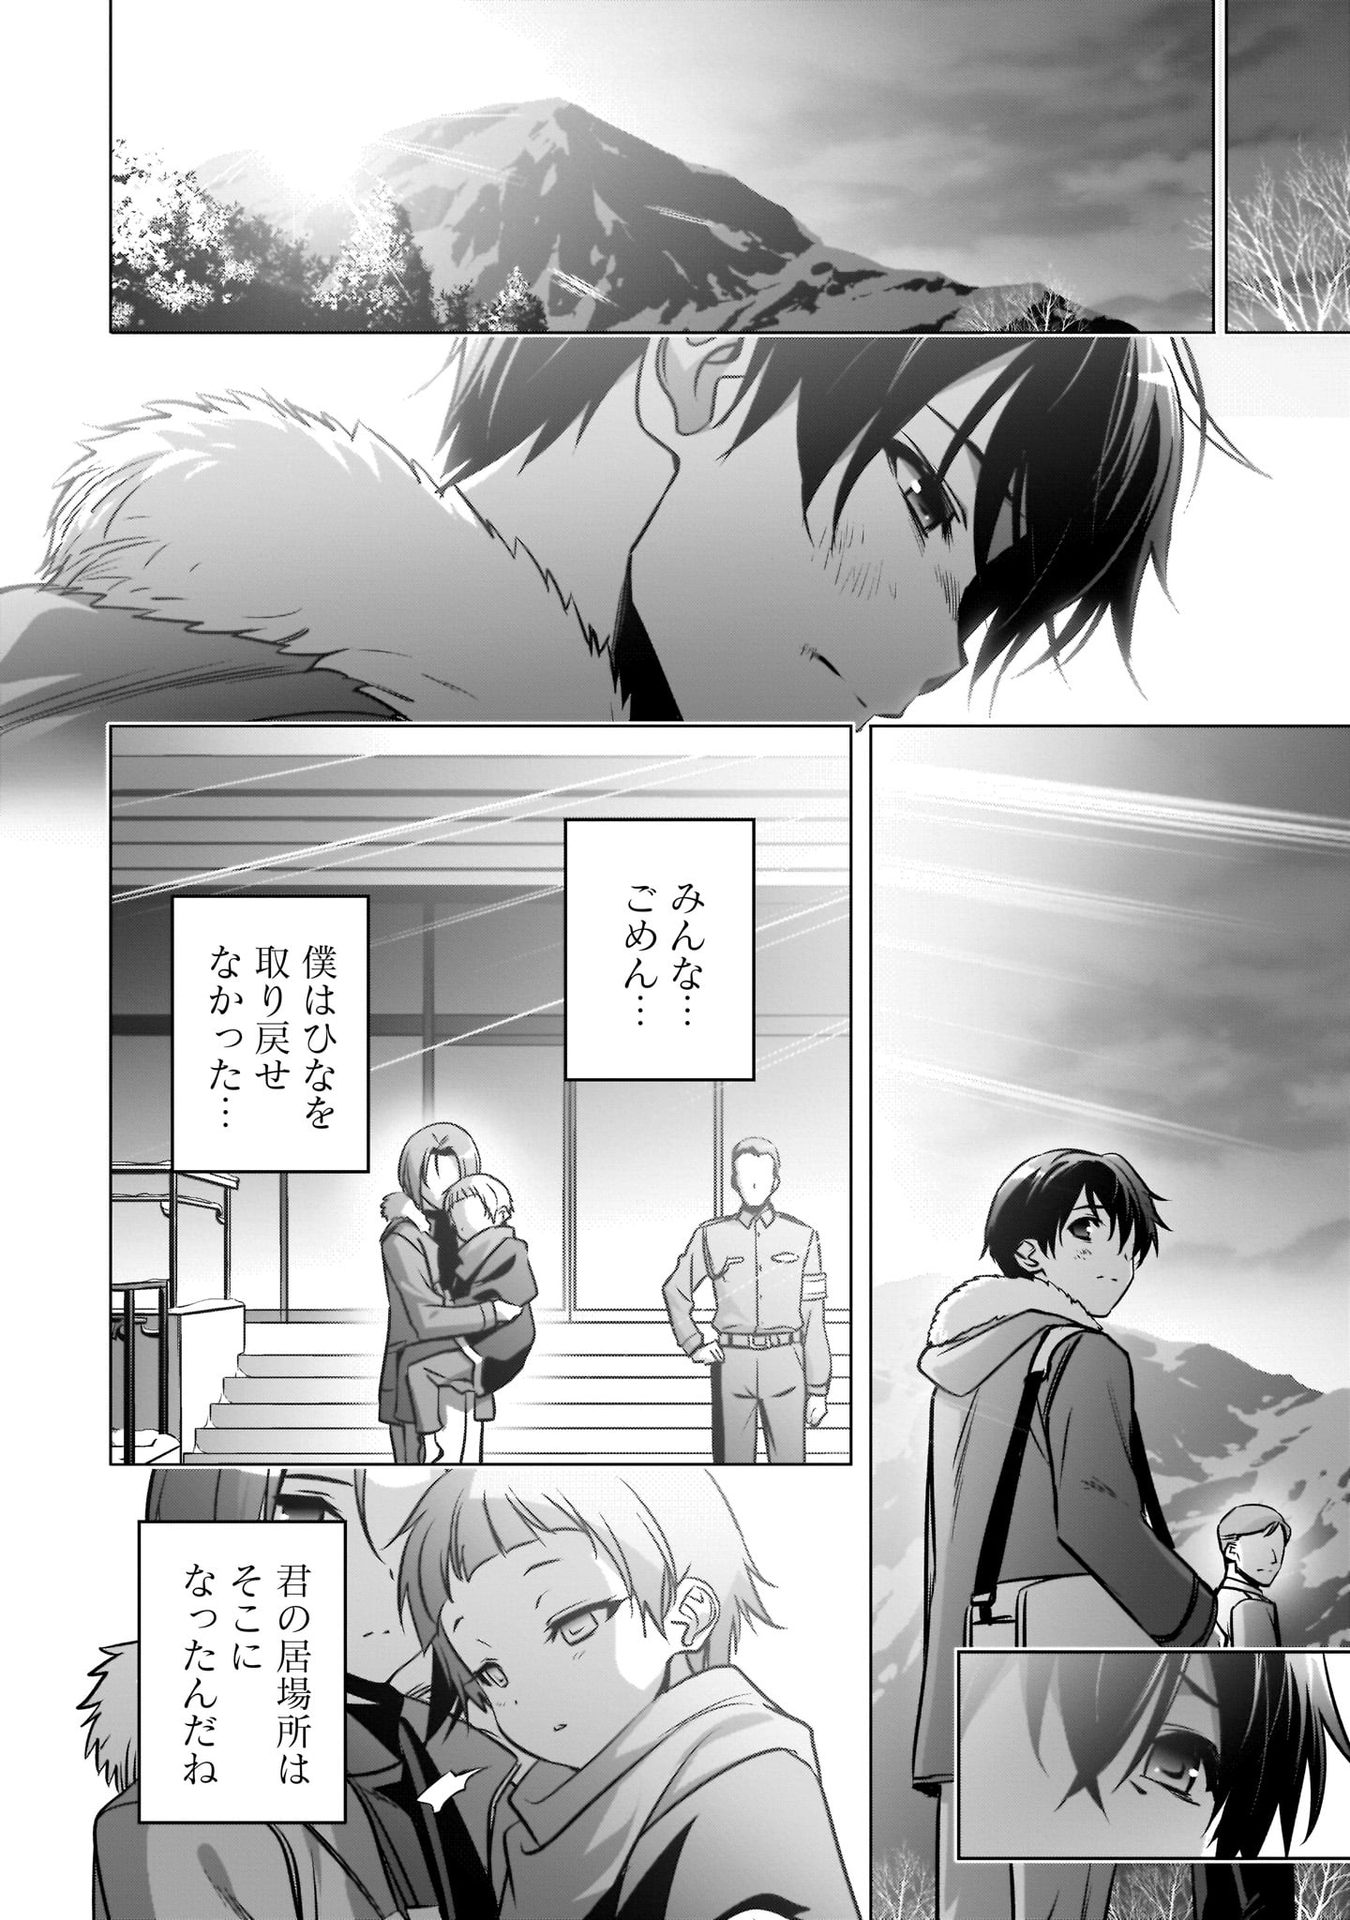 みんな…
ごめん…
僕はひなを
取り戻せ
なかった…
君の居場所は
そこに
なったんだね